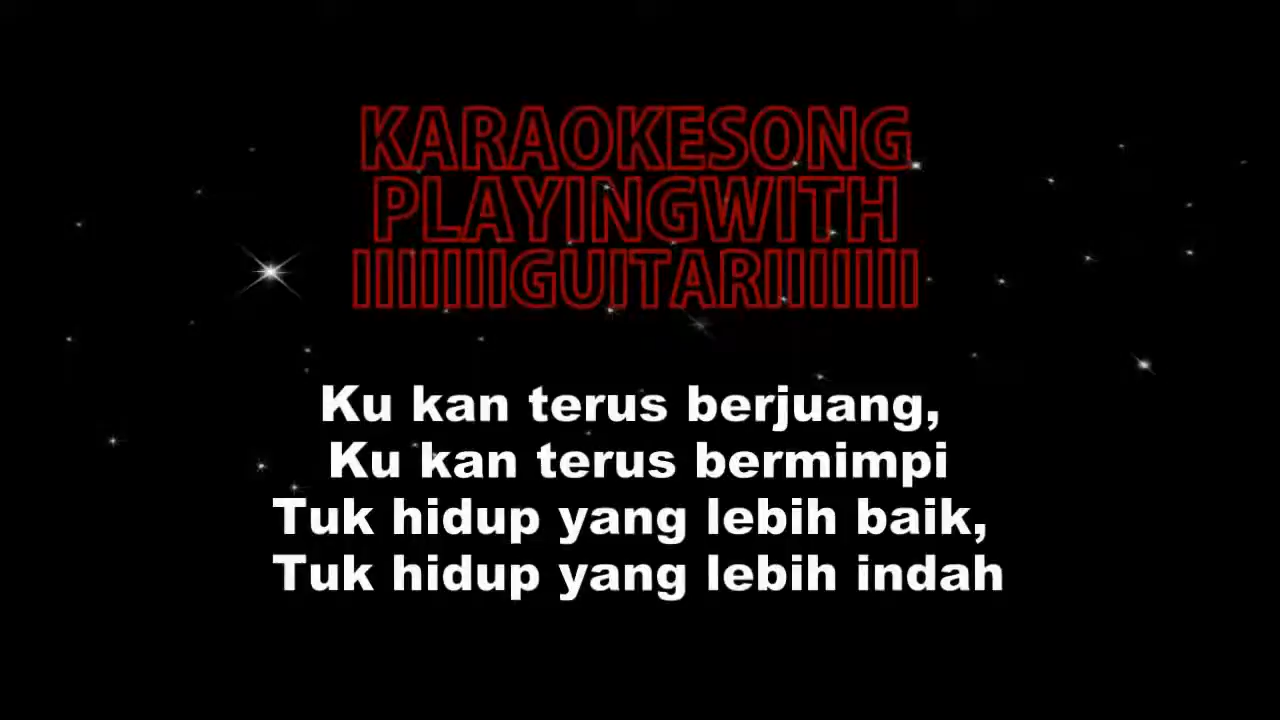 KARAOKESONG
PLAYINGWITH
IIIIIIIIGUITARIIIIIIII
Ku kan terus berjuang,
Ku kan terus bermimpi
Tuk hidup yang lebih baik,
Tuk hidup yang lebih indah